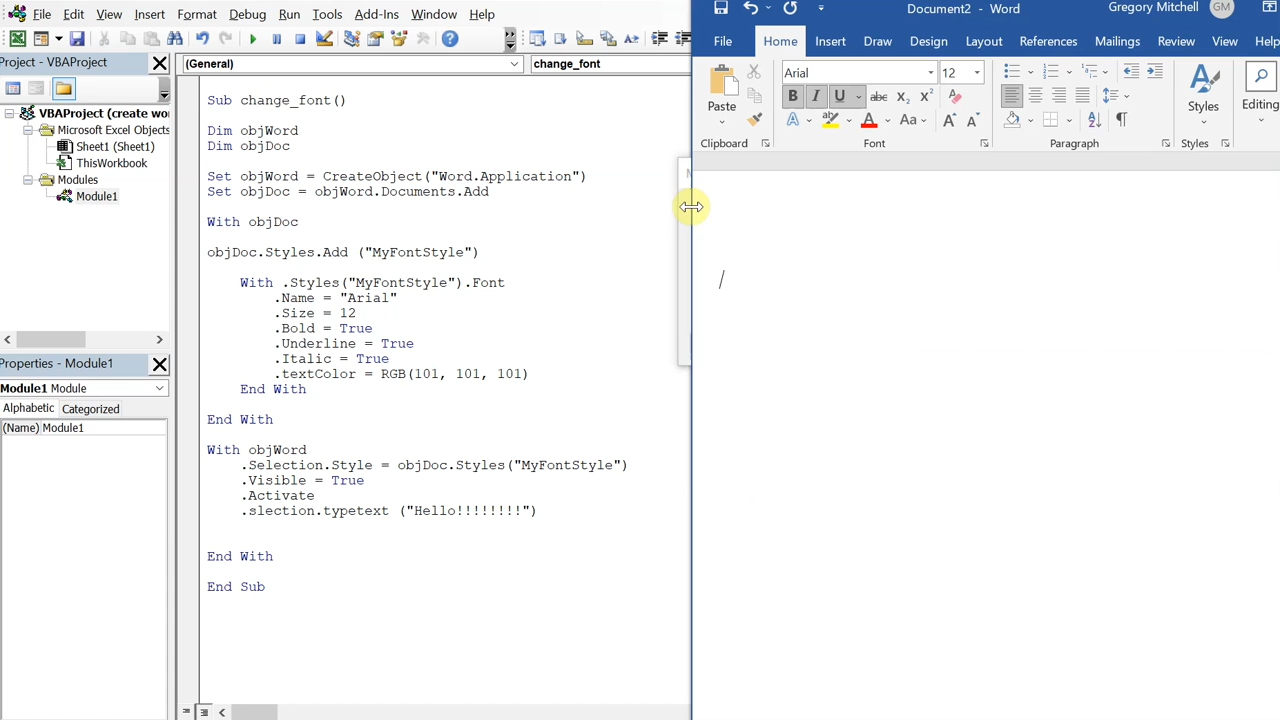 File Edit View Insert Format Debug Run Tools Add-Ins Window Help
Project - VBAProject
VBAProject (create wo
Microsoft Excel Objects
Sheet1 (Sheet1)
ThisWorkbook
Modules
Module1
Properties - Module1
Module1 Module
Alphabetic Categorized
(Name) Module1
(General) change_font
Sub change_font()
Dim objWord
Dim objDoc
Set objWord = CreateObject("Word.Application")
Set objDoc = objWord.Documents.Add
With objDoc
objDoc.Styles.Add ("MyFontStyle")
With .Styles("MyFontStyle").Font
.Name = "Arial"
.Size = 12
.Bold = True
.Underline = True
.Italic = True
.textColor = RGB(101, 101, 101)
End With
End With
With objWord
.Selection.Style = objDoc.Styles("MyFontStyle")
.Visible = True
.Activate
.slection.typetext ("Hello!!!!!!!!")
End With
End Sub
Document2 - Word Gregory Mitchell GM
File Home Insert Draw Design Layout References Mailings Review View Help
Paste
Arial 12
B I U abc X₂ X²
A A Aa A A
Styles
Editing
Clipboard Font Paragraph Styles